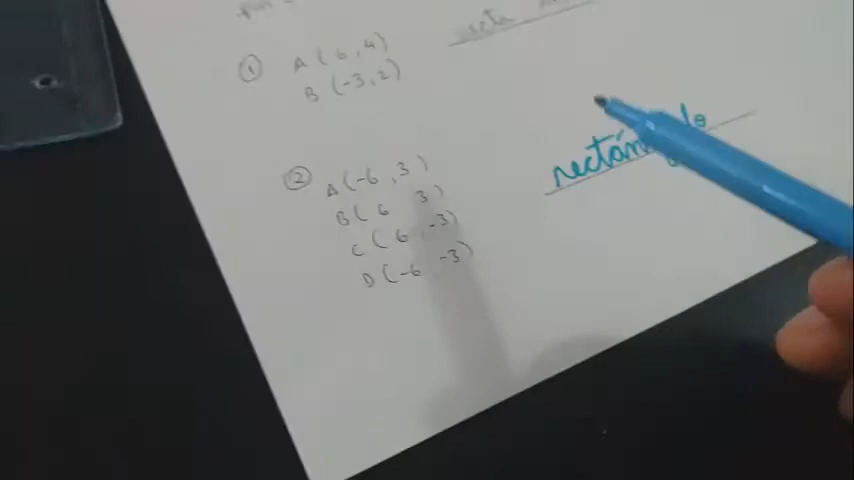 ① A (6, 4)
B (-3, 2)
② A (-6, 3)
B ( 6 3)
C ( 6, -3)
D (-6 -3)